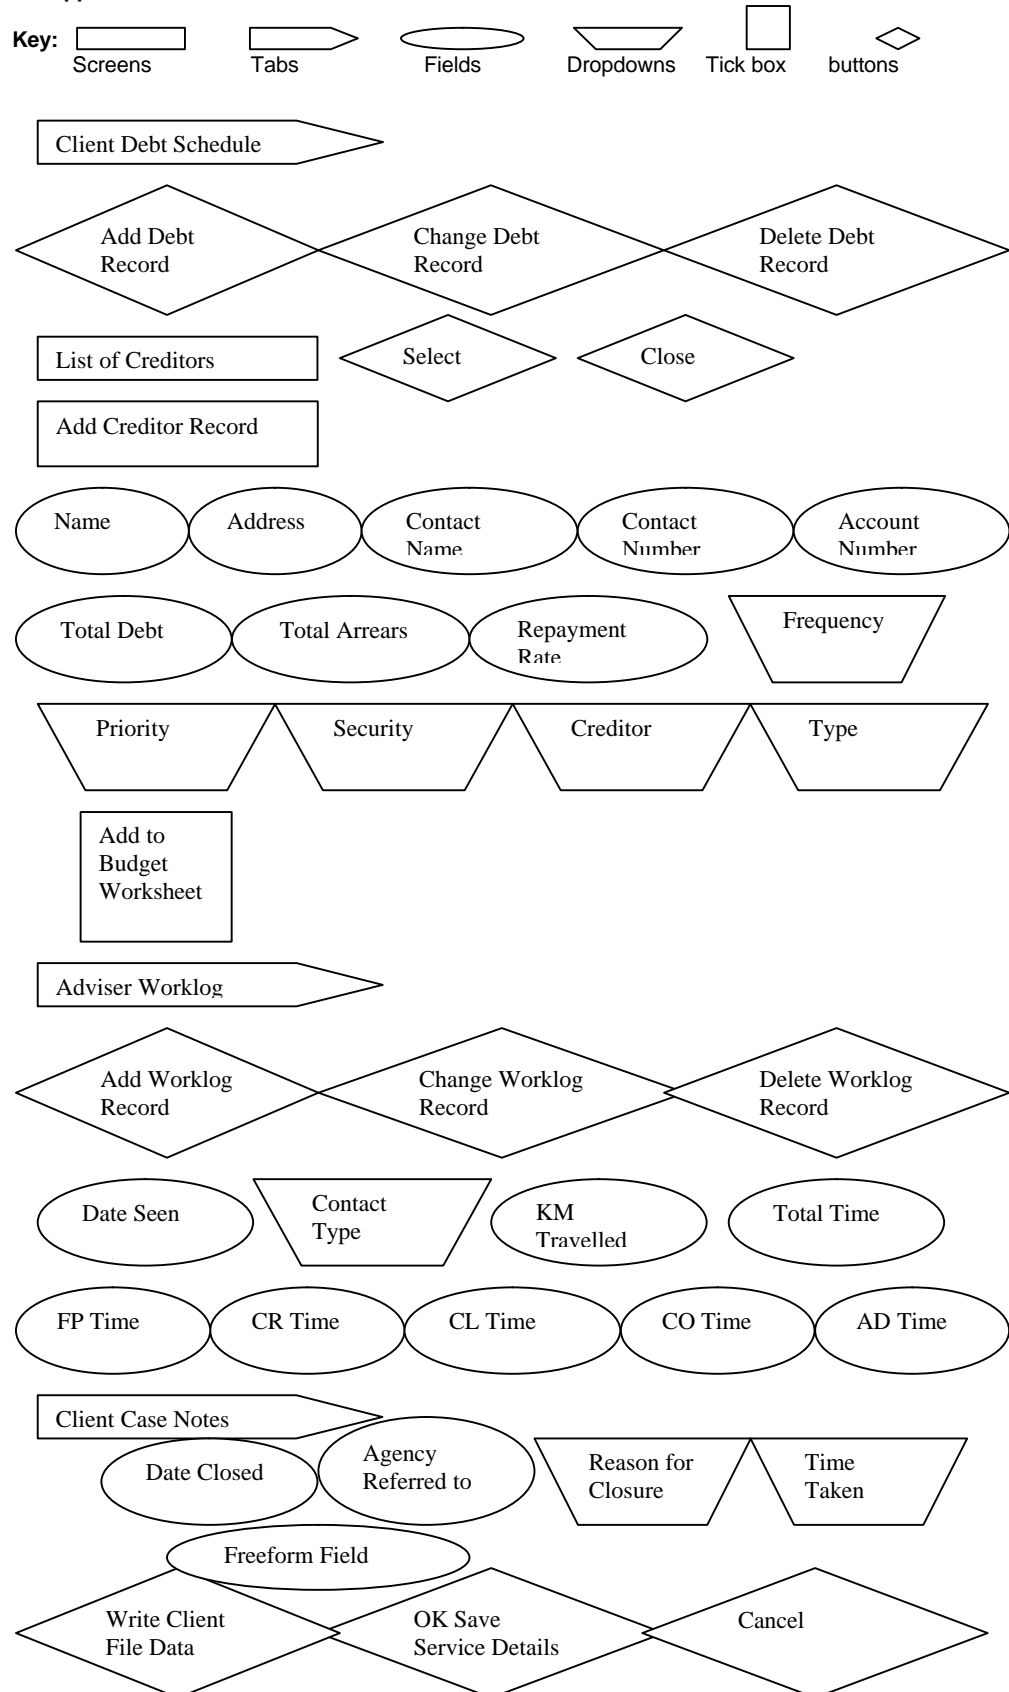 Key:
Screens Tabs Fields Dropdowns Tick box buttons
Client Debt Schedule
Add Debt Record
Change Debt Record
Delete Debt Record
List of Creditors
Select
Close
Add Creditor Record
Name
Address
Contact Name
Contact Number
Account Number
Total Debt
Total Arrears
Repayment Rate
Frequency
Priority
Security
Creditor
Type
Add to
Budget
Worksheet
Adviser Worklog
Add Worklog Record
Change Worklog Record
Delete Worklog Record
Date Seen
Contact Type
KM Travelled
Total Time
FP Time
CR Time
CL Time
CO Time
AD Time
Client Case Notes
Date Closed
Agency Referred to
Reason for Closure
Time Taken
Freeform Field
Write Client File Data
OK Save Service Details
Cancel